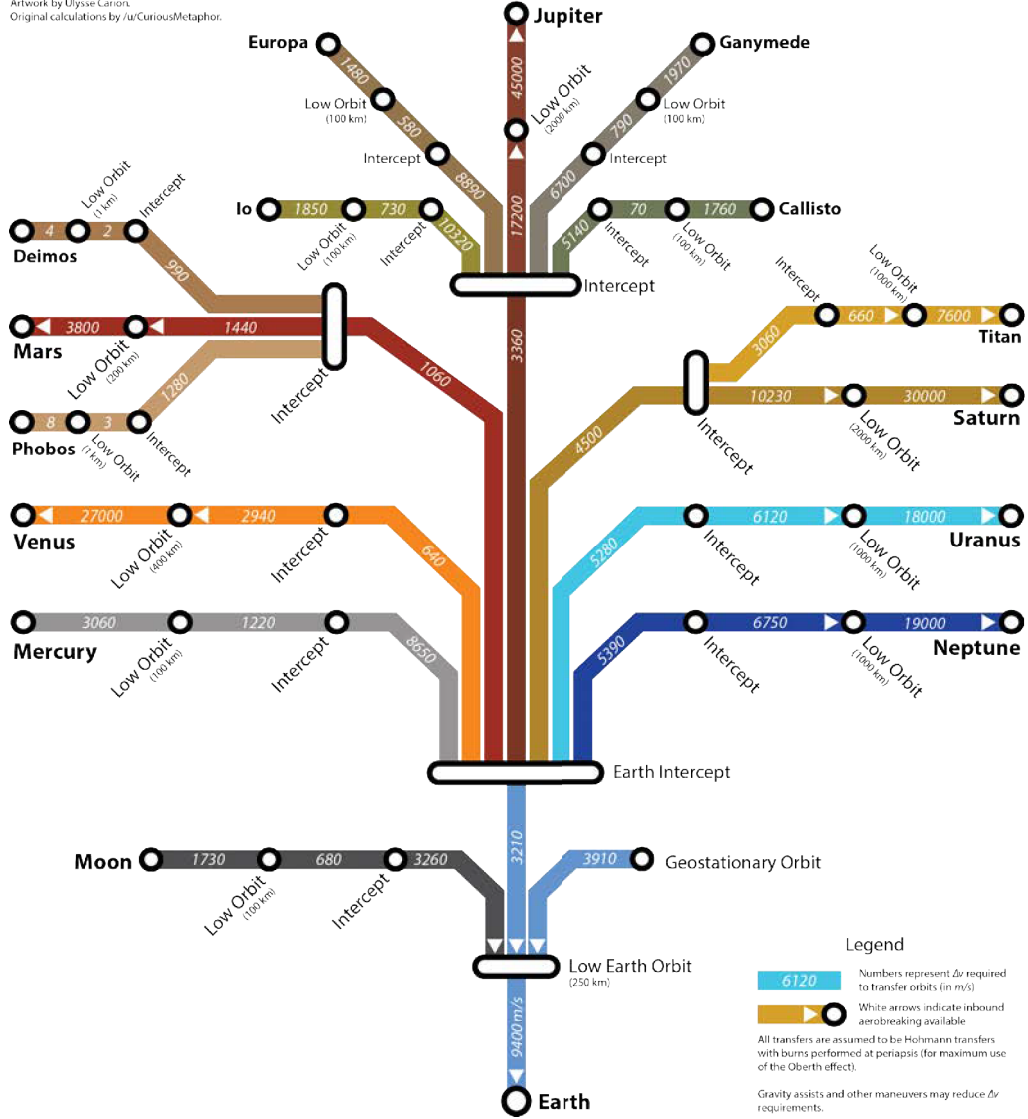 Artwork by Ulysse Carion.
Original calculations by /u/CuriousMetaphor.
Jupiter
45000
Low Orbit
(2000 km)
17200
Europa
1480
Low Orbit
(100 km)
580
Intercept
8890
Ganymede
1970
Low Orbit
(100 km)
790
Intercept
6700
Io
1850
Low Orbit
(100 km)
730
Intercept
10320
Callisto
1760
Low Orbit
(100 km)
70
Intercept
5140
Intercept
3360
Deimos
4
Low Orbit
(1 km)
2
Intercept
990
Mars
3800
Low Orbit
(200 km)
1440
Intercept
1060
Phobos
8
Low Orbit
(1 km)
3
Intercept
1280
Titan
7600
Low Orbit
(1000 km)
660
Intercept
3060
Saturn
30000
Low Orbit
(2000 km)
10230
Intercept
4500
Venus
27000
Low Orbit
(400 km)
2940
Intercept
640
Uranus
18000
Low Orbit
(1000 km)
6120
Intercept
5280
Mercury
3060
Low Orbit
(100 km)
1220
Intercept
8650
Neptune
19000
Low Orbit
(1000 km)
6750
Intercept
5390
Earth Intercept
3210
Moon
1730
Low Orbit
(100 km)
680
Intercept
3260
3910
Geostationary Orbit
Low Earth Orbit
(250 km)
9400 m/s
Earth
Legend
6120
Numbers represent Δv required
to transfer orbits (in m/s)
White arrows indicate inbound
aerobreaking available
All transfers are assumed to be Hohmann transfers
with burns performed at periapsis (for maximum use
of the Oberth effect).
Gravity assists and other maneuvers may reduce Δv
requirements.